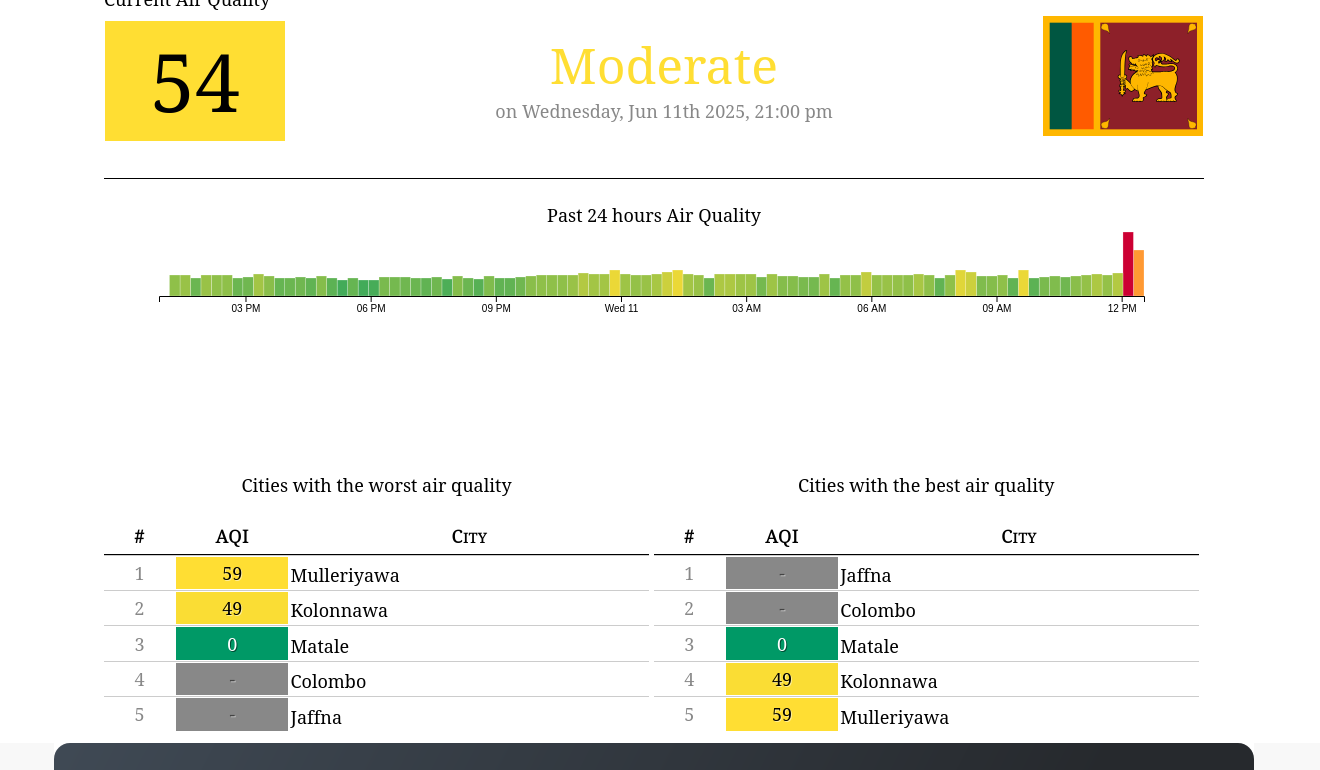 Current Air Quality
54
Moderate
on Wednesday, Jun 11th 2025, 21:00 pm
Past 24 hours Air Quality
03 PM 06 PM 09 PM Wed 11 03 AM 06 AM 09 AM 12 PM
Cities with the worst air quality
# AQI City
1 59 Mulleriyawa
2 49 Kolonnawa
3 0 Matale
4 - Colombo
5 - Jaffna
Cities with the best air quality
# AQI City
1 - Jaffna
2 - Colombo
3 0 Matale
4 49 Kolonnawa
5 59 Mulleriyawa